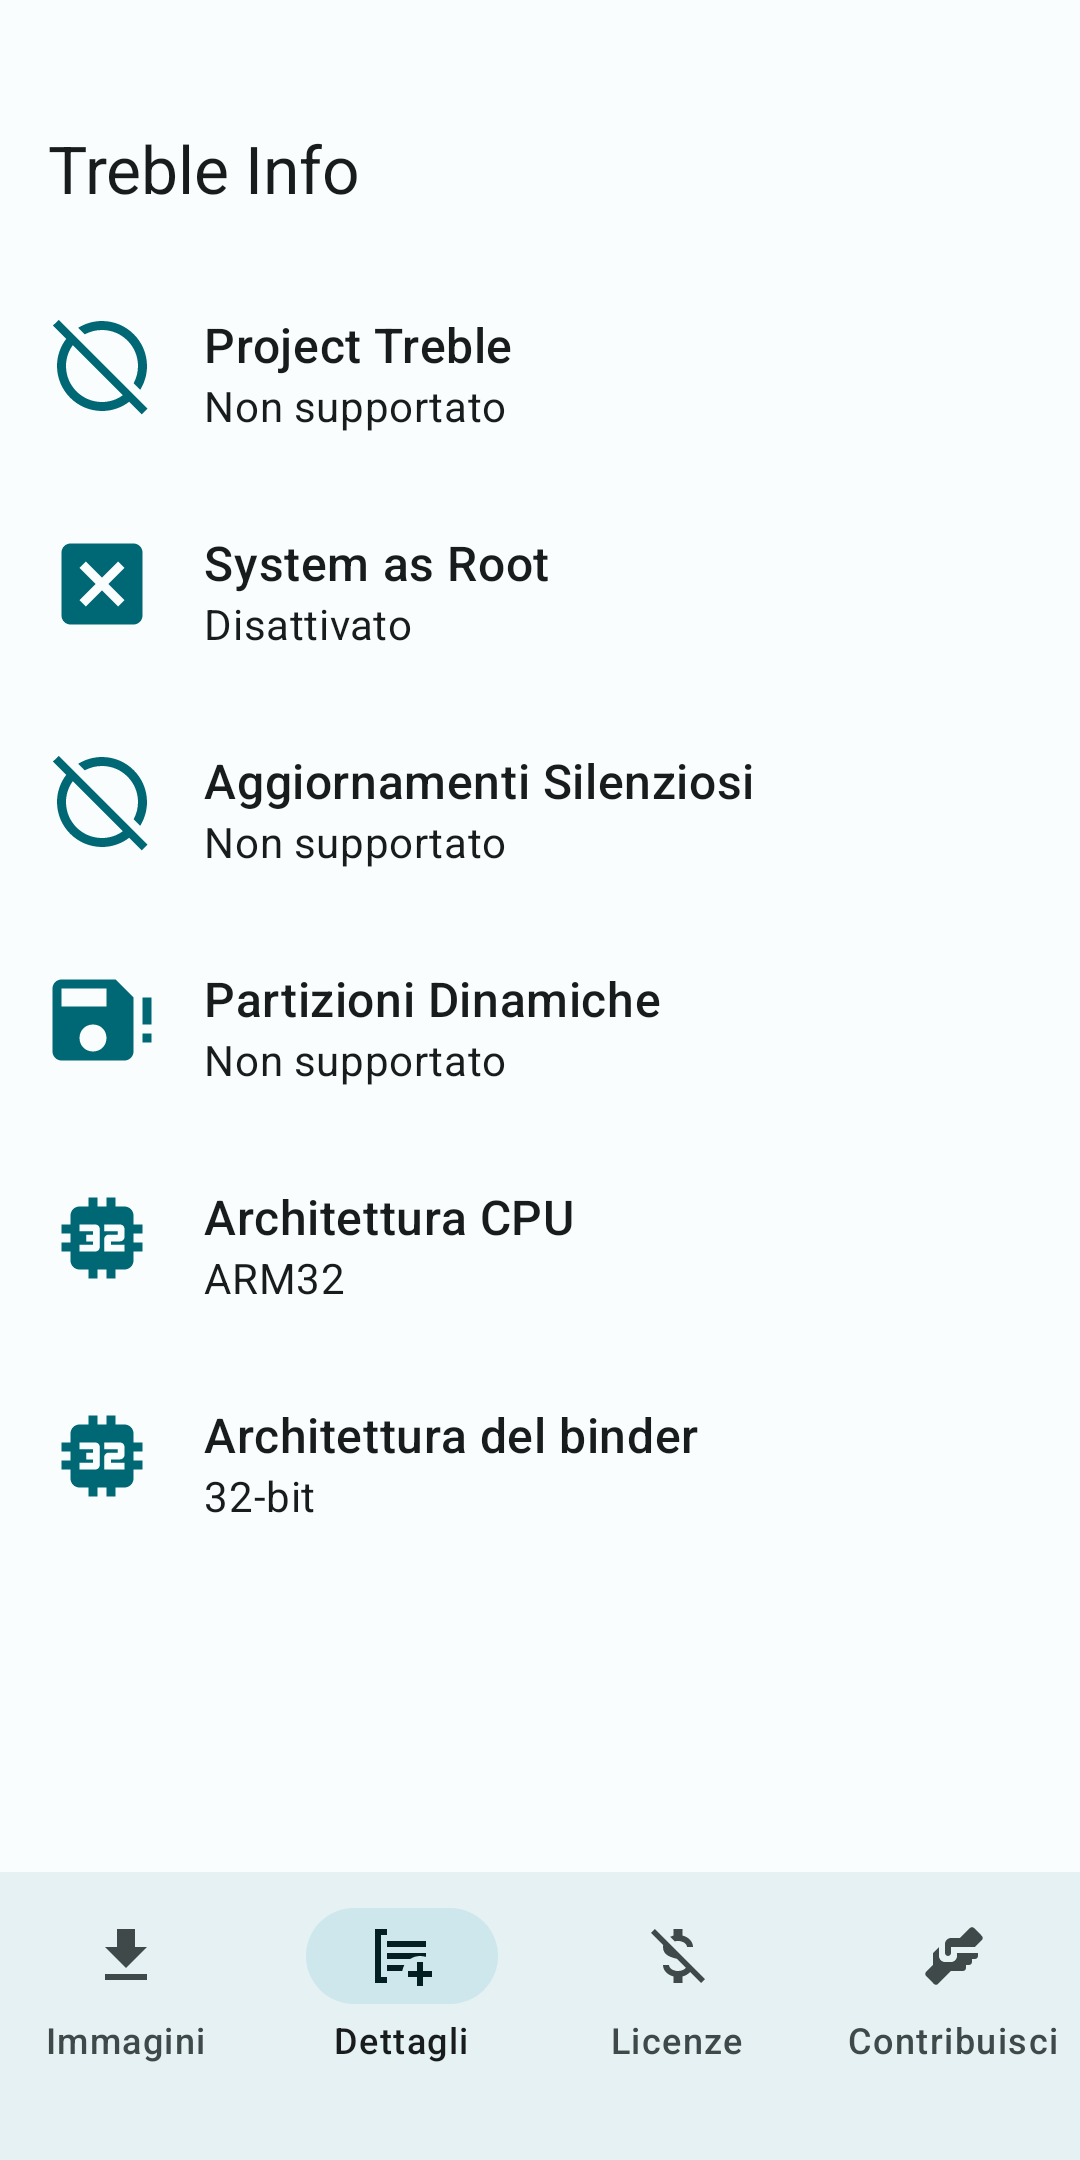 Treble Info
Project Treble
Non supportato
System as Root
Disattivato
Aggiornamenti Silenziosi
Non supportato
Partizioni Dinamiche
Non supportato
32
Architettura CPU
ARM32
32
Architettura del binder
32-bit
Immagini
Dettagli
Licenze
Contribuisci